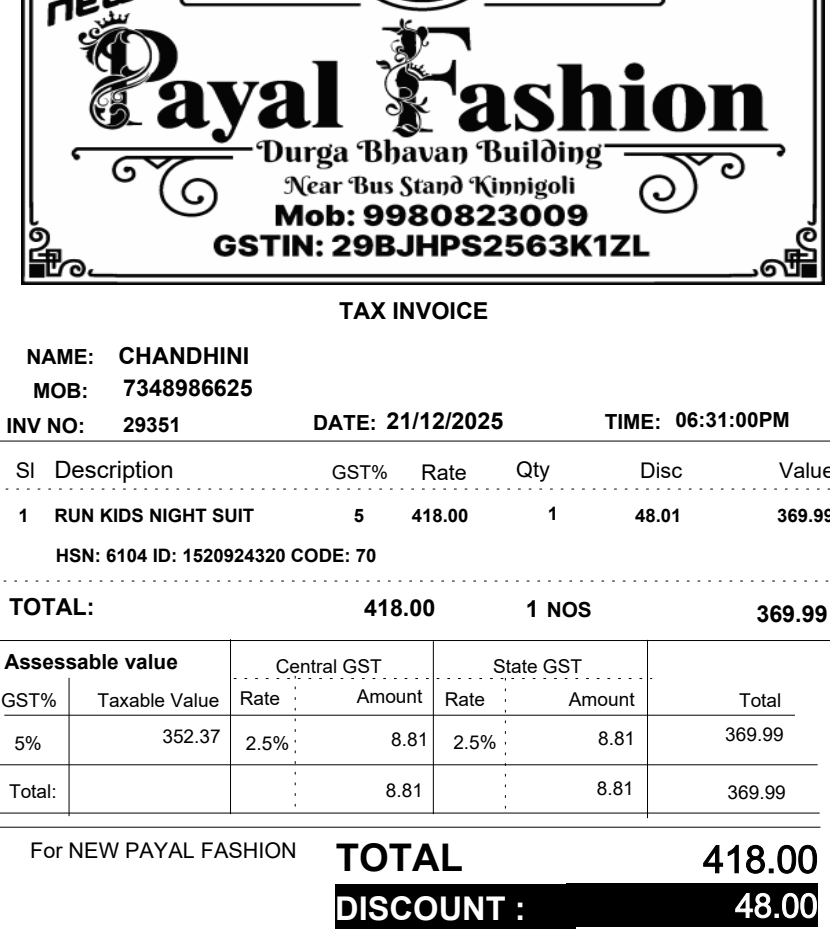 new
Payal Fashion
Durga Bhavan Building
Near Bus Stand Kinnigoli
Mob: 9980823009
GSTIN: 29BJHPS2563K1ZL
TAX INVOICE
NAME: CHANDHINI
MOB: 7348986625
INV NO: 29351 DATE: 21/12/2025 TIME: 06:31:00PM
Sl Description GST% Rate Qty Disc Value
1 RUN KIDS NIGHT SUIT 5 418.00 1 48.01 369.99
HSN: 6104 ID: 1520924320 CODE: 70
TOTAL: 418.00 1 NOS 369.99
Assessable value Central GST State GST
GST% Taxable Value Rate Amount Rate Amount Total
5% 352.37 2.5% 8.81 2.5% 8.81 369.99
Total: 8.81 8.81 369.99
For NEW PAYAL FASHION TOTAL 418.00
DISCOUNT : 48.00